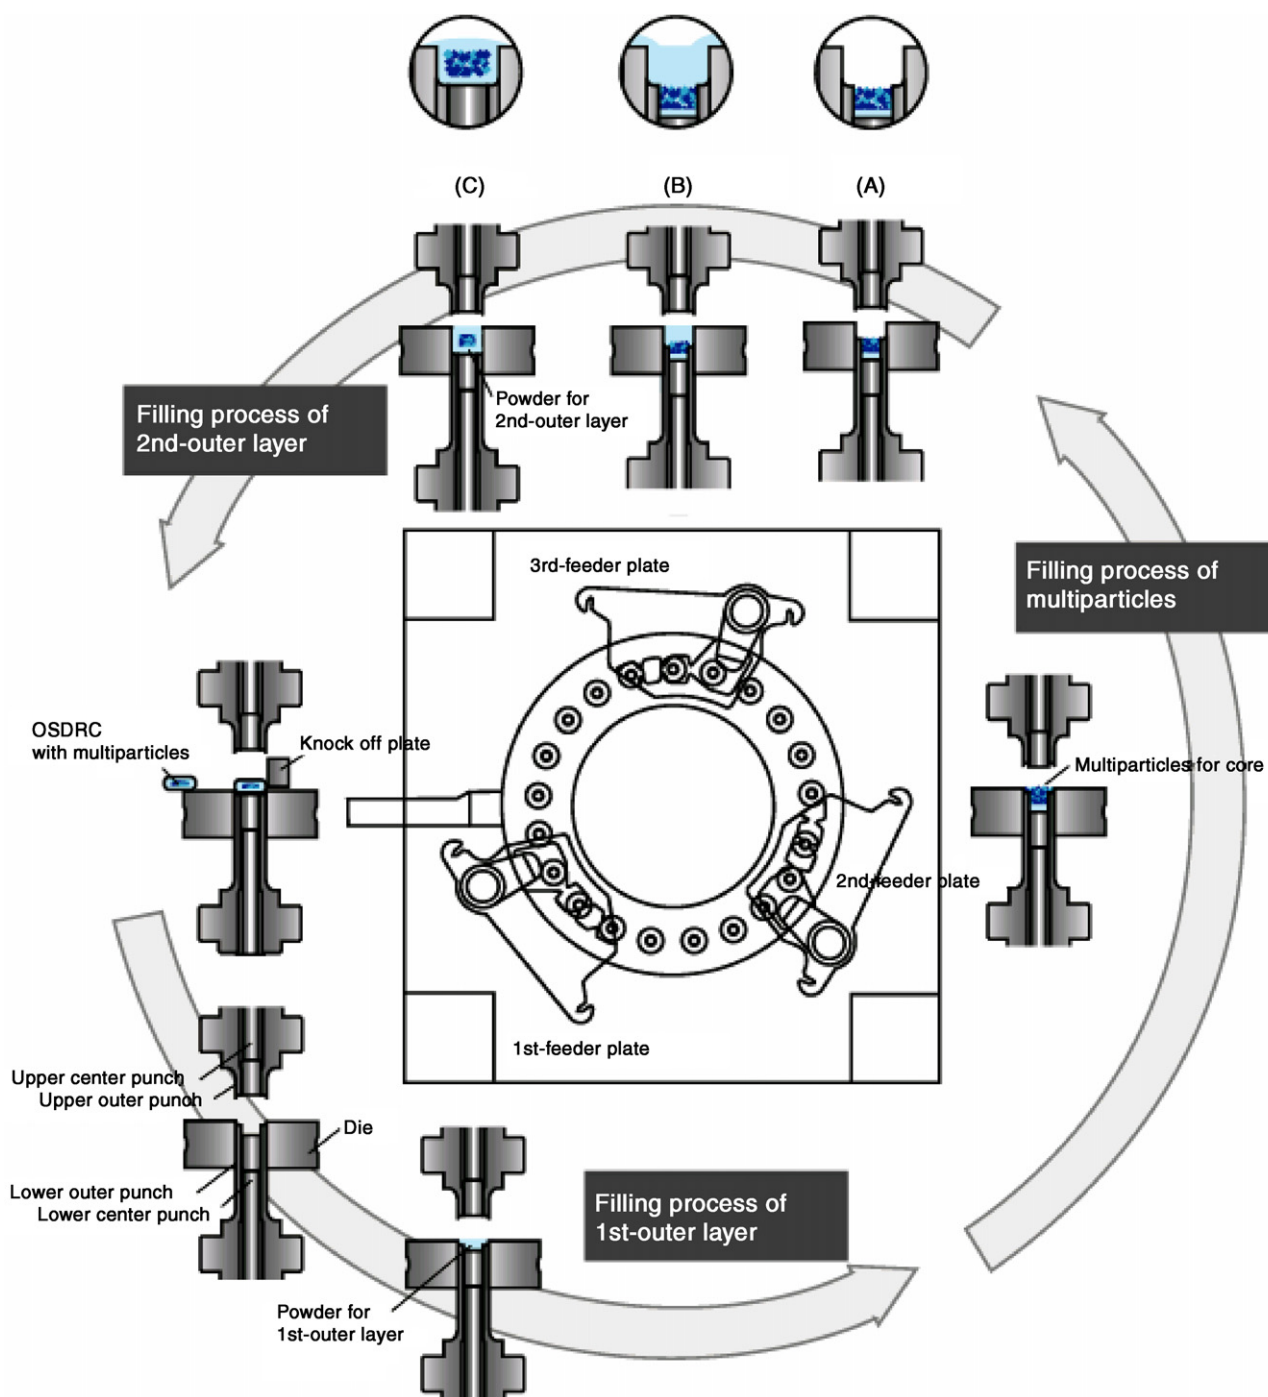 (C)
(B)
(A)
Powder for
2nd-outer layer
Filling process of
2nd-outer layer
3rd-feeder plate
Filling process of
multiparticles
OSDRC
with multiparticles
Knock off plate
Multiparticles for core
2nd-feeder plate
1st-feeder plate
Upper center punch
Upper outer punch
Die
Lower outer punch
Lower center punch
Filling process of
1st-outer layer
Powder for
1st-outer layer